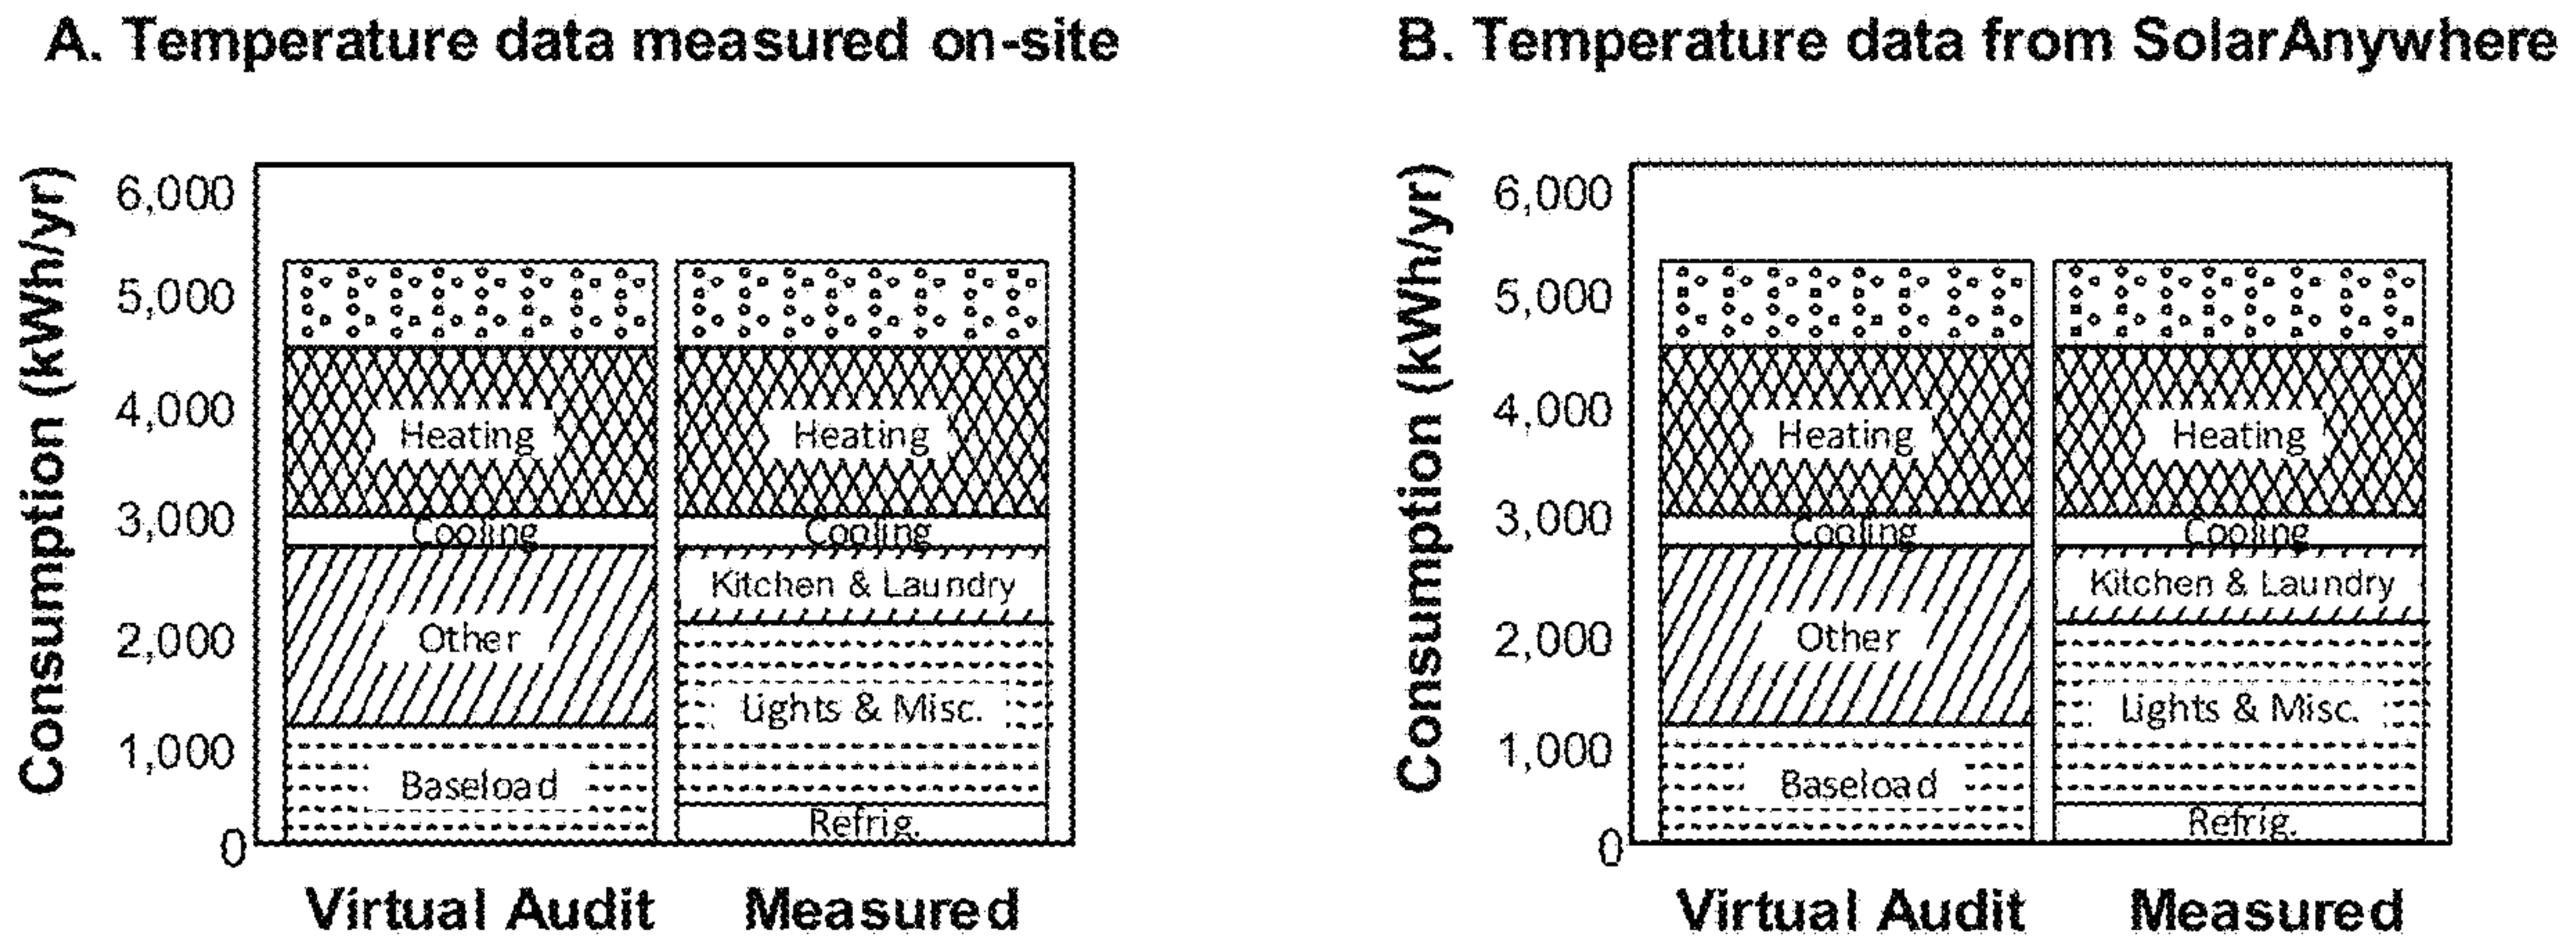 A. Temperature data measured on-site
Consumption (kWh/yr)
6,000
5,000
4,000
3,000
2,000
1,000
0
Heating
Cooling
Other
Baseload
Heating
Cooling
Kitchen & Laundry
Lights & Misc.
Refrig.
Virtual Audit
Measured
B. Temperature data from SolarAnywhere
Consumption (kWh/yr)
6,000
5,000
4,000
3,000
2,000
1,000
0
Heating
Cooling
Other
Baseload
Heating
Cooling
Kitchen & Laundry
Lights & Misc.
Refrig.
Virtual Audit
Measured